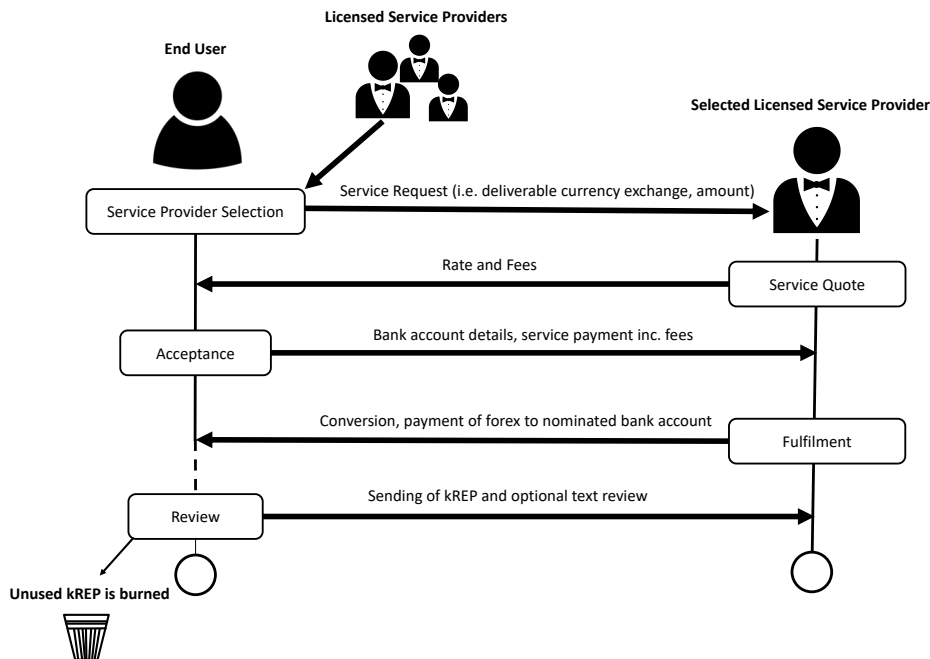 Licensed Service Providers
End User
Selected Licensed Service Provider
Service Provider Selection
Service Request (i.e. deliverable currency exchange, amount)
Rate and Fees
Service Quote
Acceptance
Bank account details, service payment inc. fees
Conversion, payment of forex to nominated bank account
Fulfilment
Sending of kREP and optional text review
Review
Unused kREP is burned